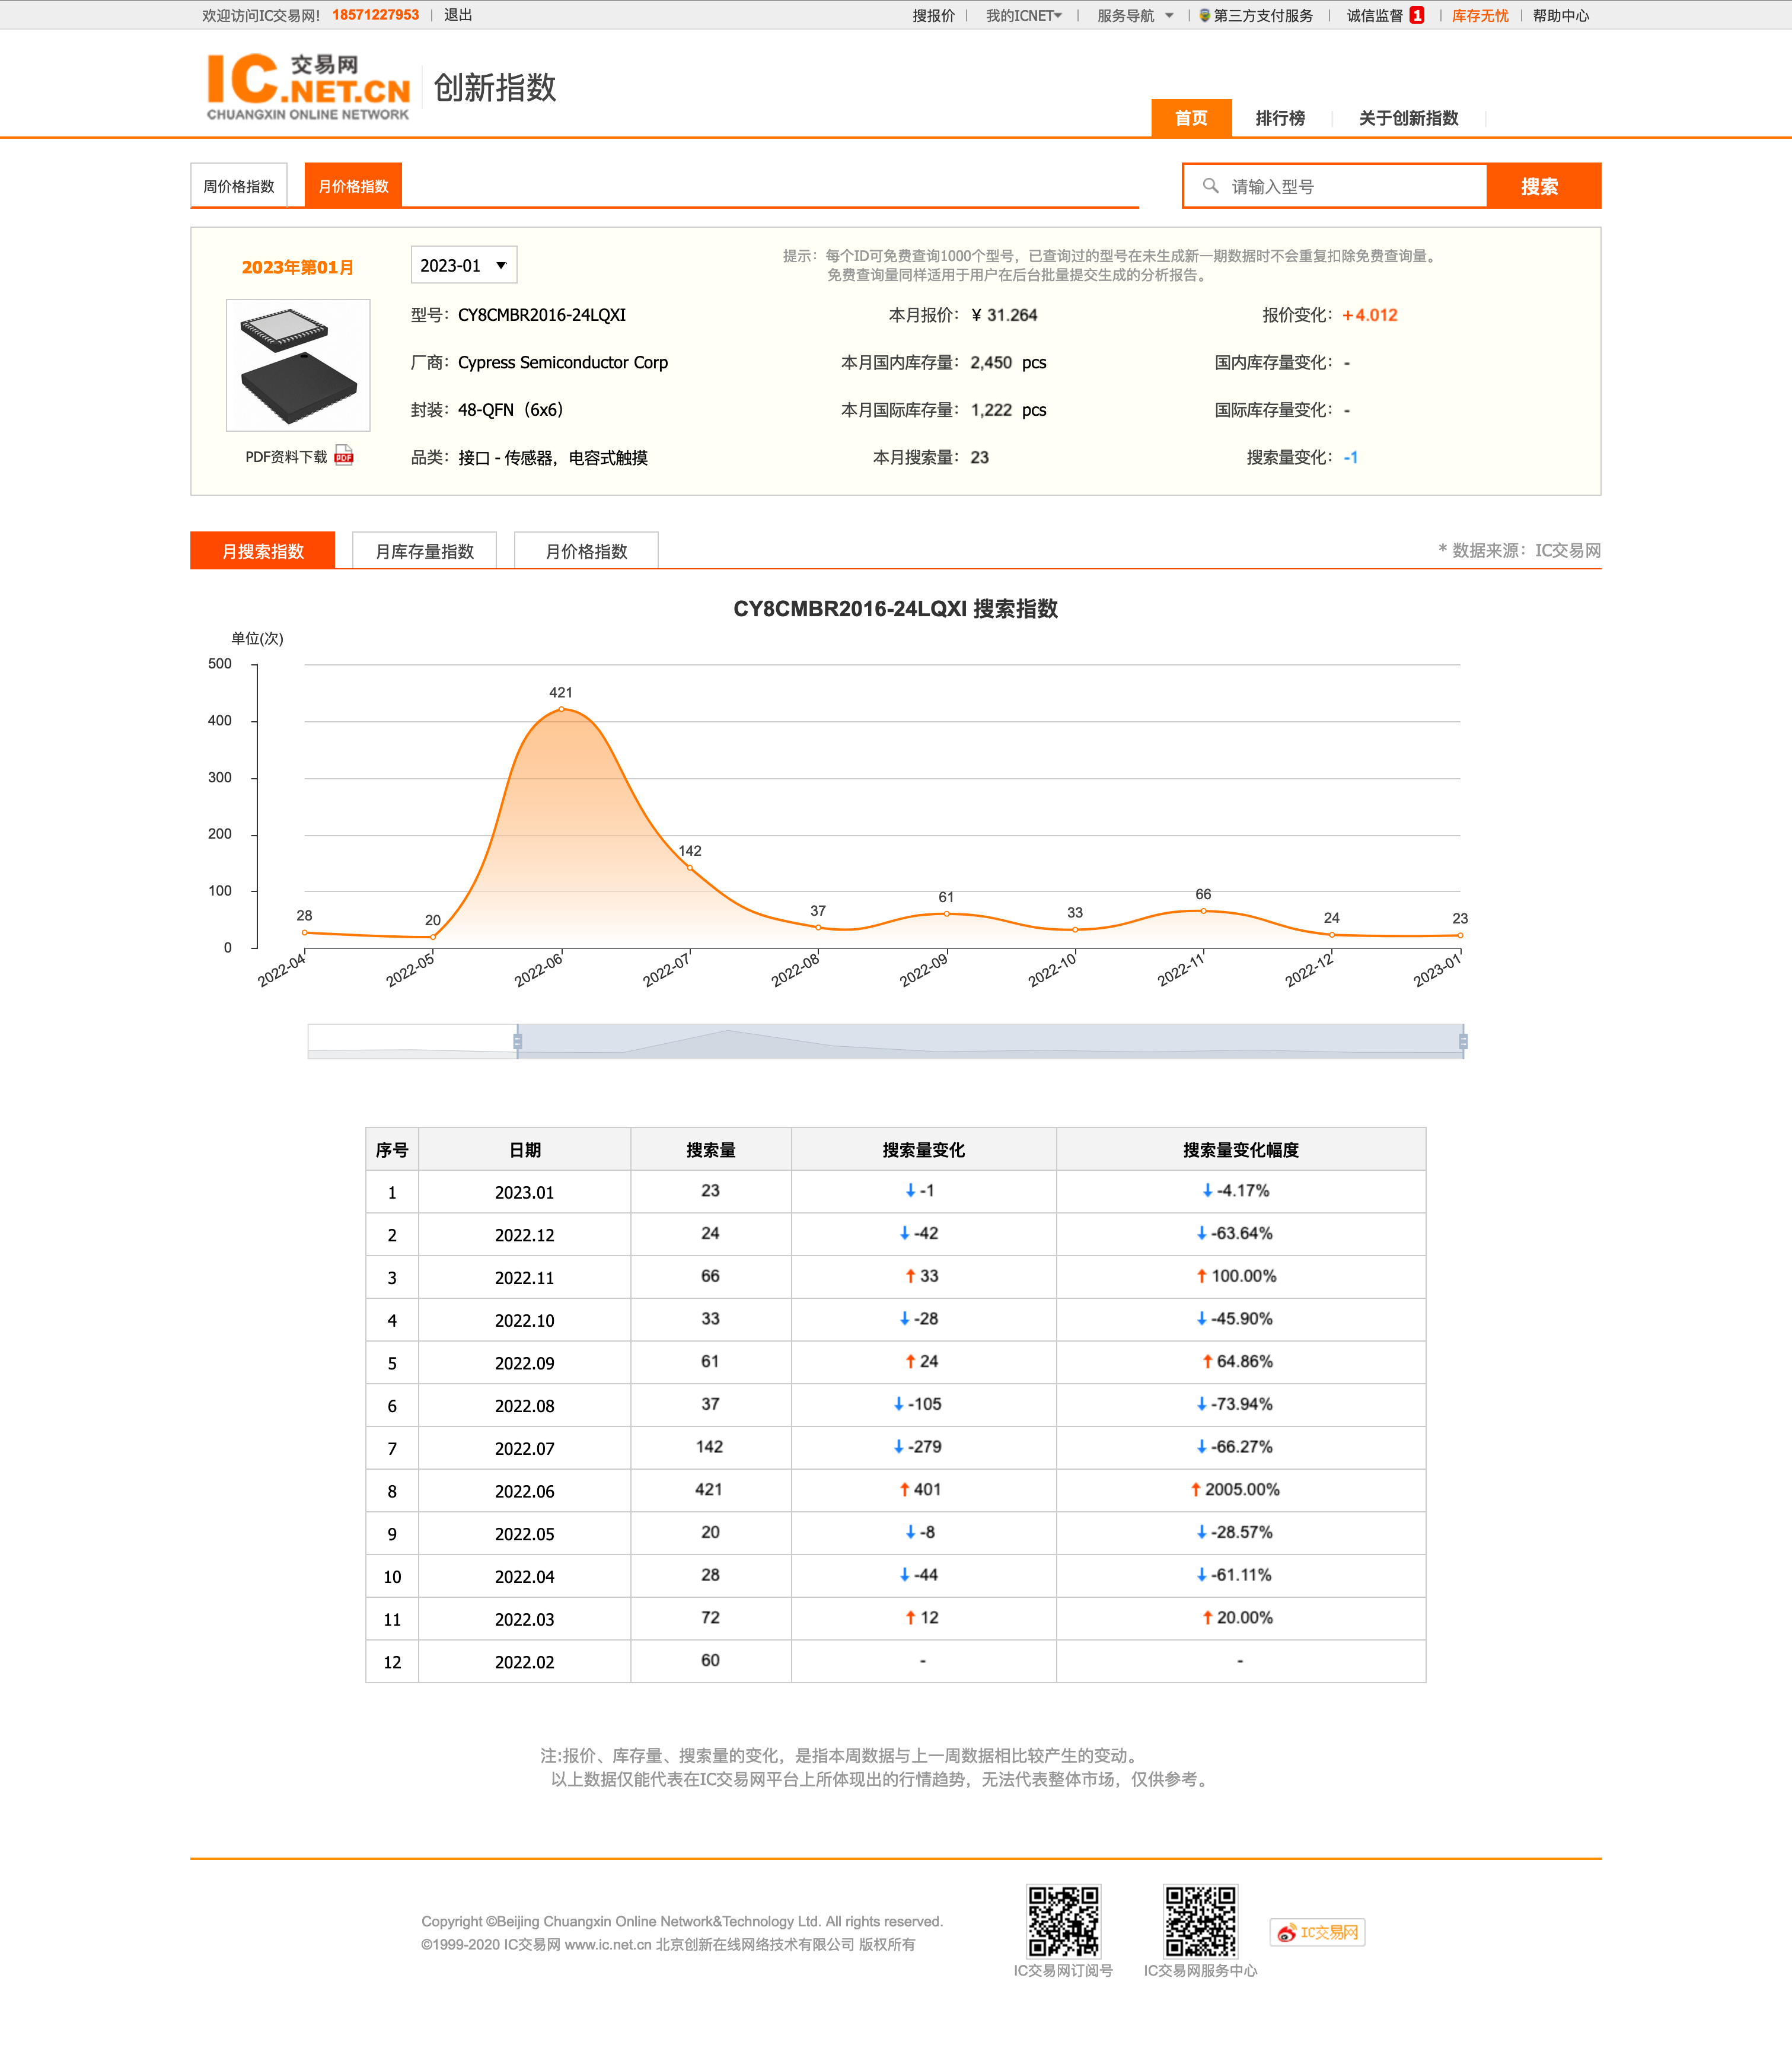 欢迎访问IC交易网! 18571227953 | 退出
搜报价 | 我的ICNET | 服务导航 | 第三方支付服务 | 诚信监督 1 | 库存无忧 | 帮助中心
IC.NET.CN 交易网
CHUANGXIN ONLINE NETWORK
创新指数
首页 排行榜 关于创新指数
周价格指数 月价格指数
请输入型号 搜索
2023年第01月 2023-01
提示：每个ID可免费查询1000个型号，已查询过的型号在未生成新一期数据时不会重复扣除免费查询量。
免费查询量同样适用于用户在后台批量提交生成的分析报告。
型号：CY8CMBR2016-24LQXI 本月报价：¥ 31.264 报价变化：+4.012
厂商：Cypress Semiconductor Corp 本月国内库存量：2,450 pcs 国内库存量变化：-
封装：48-QFN（6x6） 本月国际库存量：1,222 pcs 国际库存量变化：-
PDF资料下载 PDF 品类：接口 - 传感器，电容式触摸 本月搜索量：23 搜索量变化：-1
月搜索指数 月库存量指数 月价格指数 * 数据来源：IC交易网
CY8CMBR2016-24LQXI 搜索指数
单位(次)
500
400
300
200
100
0
28 20 421 142 37 61 33 66 24 23
2022-04 2022-05 2022-06 2022-07 2022-08 2022-09 2022-10 2022-11 2022-12 2023-01
序号 日期 搜索量 搜索量变化 搜索量变化幅度
1 2023.01 23 ↓ -1 ↓ -4.17%
2 2022.12 24 ↓ -42 ↓ -63.64%
3 2022.11 66 ↑ 33 ↑ 100.00%
4 2022.10 33 ↓ -28 ↓ -45.90%
5 2022.09 61 ↑ 24 ↑ 64.86%
6 2022.08 37 ↓ -105 ↓ -73.94%
7 2022.07 142 ↓ -279 ↓ -66.27%
8 2022.06 421 ↑ 401 ↑ 2005.00%
9 2022.05 20 ↓ -8 ↓ -28.57%
10 2022.04 28 ↓ -44 ↓ -61.11%
11 2022.03 72 ↑ 12 ↑ 20.00%
12 2022.02 60 - -
注:报价、库存量、搜索量的变化，是指本周数据与上一周数据相比较产生的变动。
以上数据仅能代表在IC交易网平台上所体现出的行情趋势，无法代表整体市场，仅供参考。
Copyright ©Beijing Chuangxin Online Network&Technology Ltd. All rights reserved.
©1999-2020 IC交易网 www.ic.net.cn 北京创新在线网络技术有限公司 版权所有
IC交易网订阅号 IC交易网服务中心 IC交易网